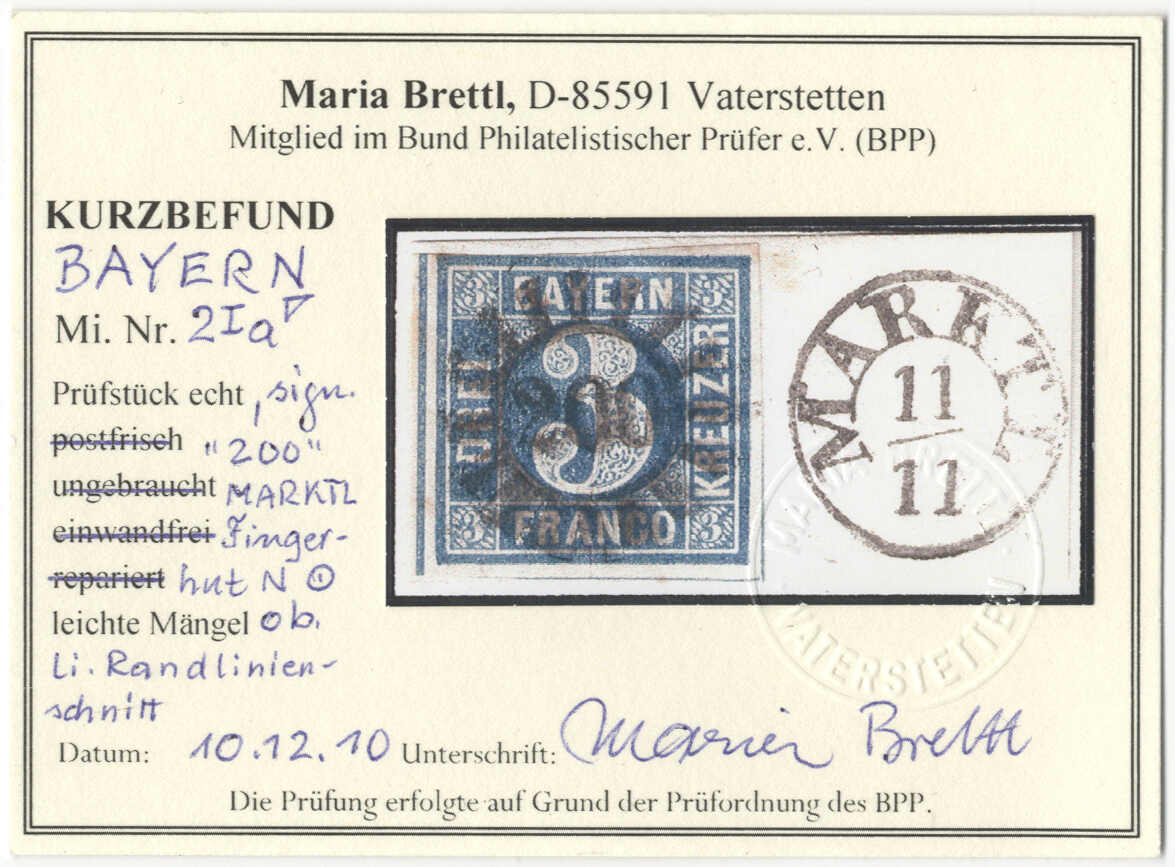 Maria Brettl, D-85591 Vaterstetten
Mitglied im Bund Philatelistischer Prüfer e.V. (BPP)
KURZBEFUND
BAYERN
Mi. Nr. 2Ia
Prüfstück echt, sign.
postfrisch "200"
ungebraucht MARKTL
einwandfrei Finger-
repariert hut N
leichte Mängel ob.
li. Randlinien-
schnitt
Datum: 10.12.10 Unterschrift: Maria Brettl
Die Prüfung erfolgte auf Grund der Prüfordnung des BPP.
3 BAYERN 3
DREI
3
KREUZER
3 FRANCO 3
MARKTL
11
11
MARIA BRETTL
VATERSTETTEN